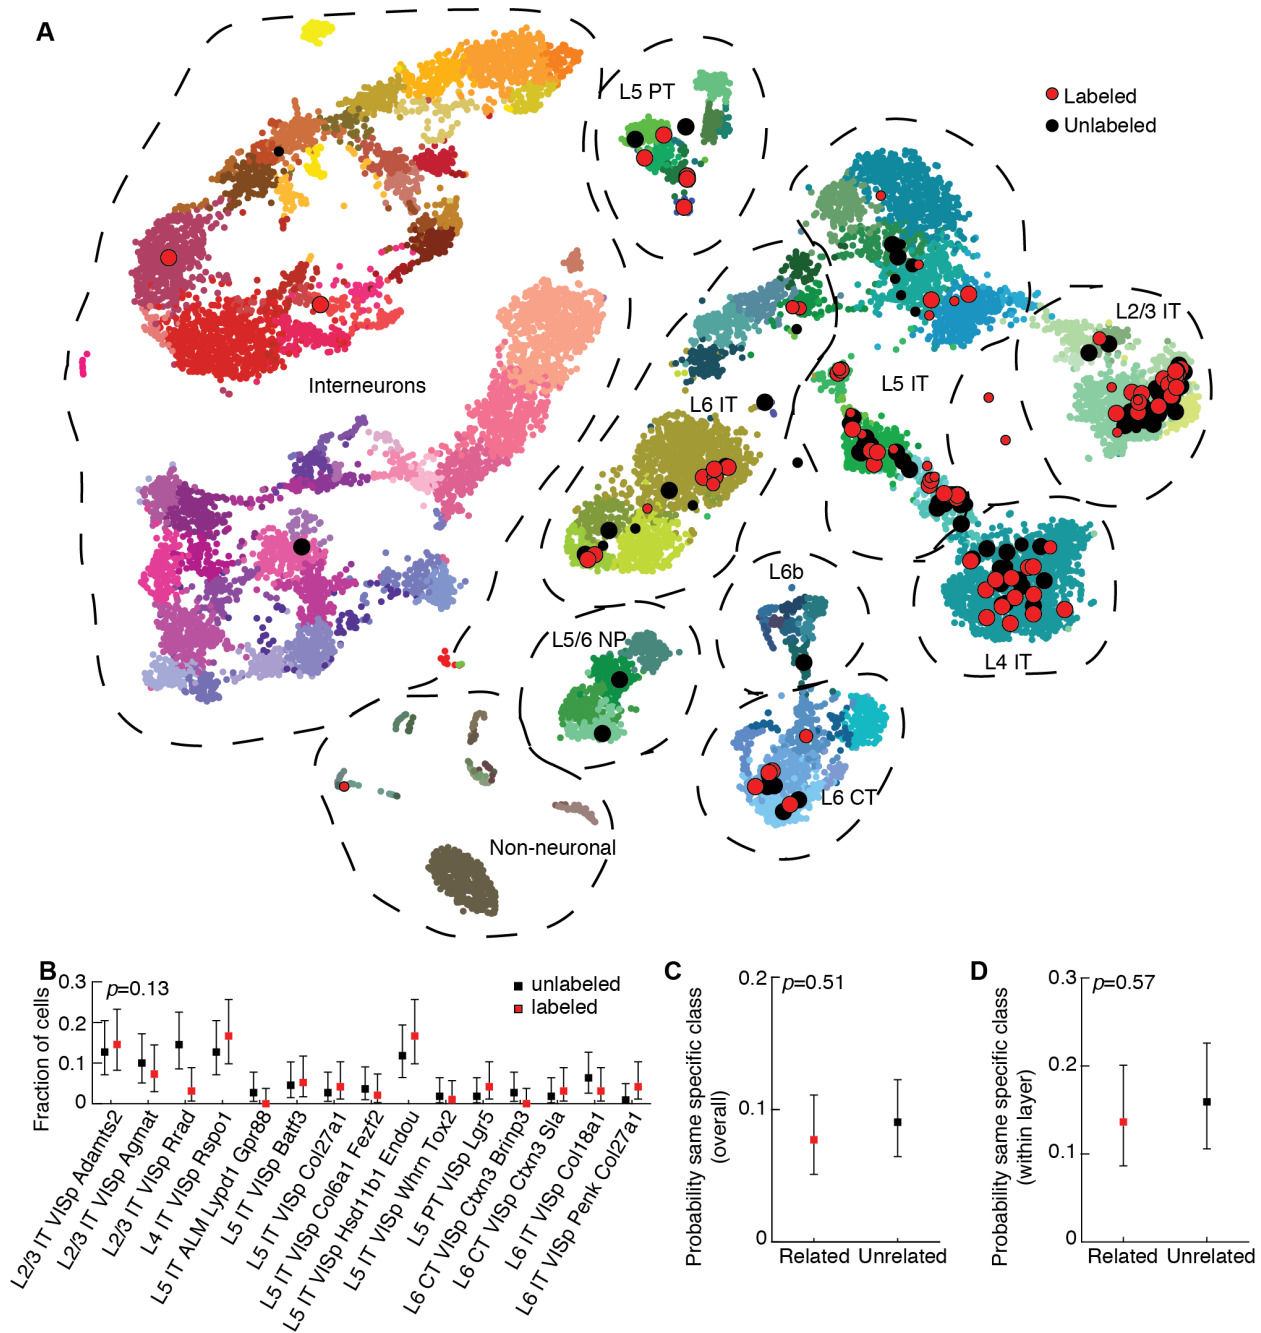 A
L5 PT
Labeled
Unlabeled
L2/3 IT
Interneurons
L5 IT
L6 IT
L6b
L5/6 NP
L4 IT
L6 CT
Non-neuronal
B
0.3
0.2
0.1
0
Fraction of cells
p=0.13
unlabeled
labeled
L2/3 IT VISp Adamts2
L2/3 IT VISp Agmat
L2/3 IT VISp Rrad
L4 IT VISp Rspo1
L5 IT ALM Lypd1 Gpr88
L5 IT VISp Batf3
L5 IT VISp Col27a1
L5 IT VISp Col6a1 Fezf2
L5 IT VISp Hsd11b1 Endou
L5 IT VISp Whrn Tox2
L5 PT VISp Lgr5
L6 CT VISp Ctxn3 Brinp3
L6 CT VISp Ctxn3 Sla
L6 IT VISp Col18a1
L6 IT VISp Penk Col27a1
C
0.2
0.1
0
Probability same specific class
(overall)
p=0.51
Related Unrelated
D
0.3
0.2
0.1
0
Probability same specific class
(within layer)
p=0.57
Related Unrelated